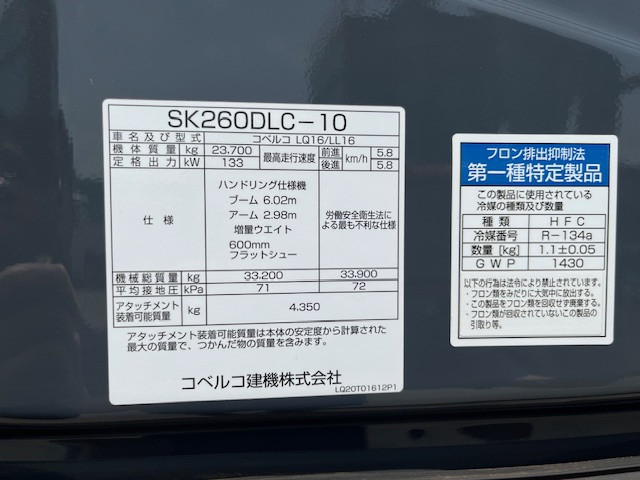 SK260DLC-10
車名及び型式 コベルコ LQ16/LL16
機体質量 kg 23.700 最高走行速度 前進 km/h 5.8
定格出力 kW 133 後進 5.8
仕様
ハンドリング仕様機
ブーム 6.02m
アーム 2.98m
増量ウエイト
600mm
フラットシュー
労働安全衛生法に
よる最も不利な仕様
機械総質量 kg 33.200 33.900
平均接地圧 kPa 71 72
アタッチメント
装着可能質量 kg 4.350
アタッチメント装着可能質量は本体の安定度から計算された
最大の質量で、つかんだ物の質量を含みます。
コベルコ建機株式会社
LQ20T01612P1
フロン排出抑制法
第一種特定製品
この製品に使用されている
冷媒の種類及び数量
種類 HFC
冷媒番号 R-134a
数量 [kg] 1.1±0.05
GWP 1430
以下の行為は法令により禁止されています。
・フロン類をみだりに大気中に放出する。
・フロン類を回収せず廃棄する。
・フロン類が回収されていない製品の
引取り等。